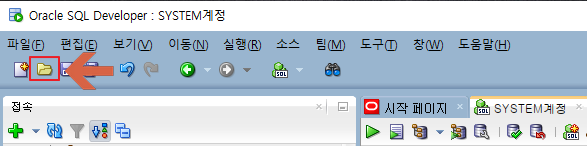 Oracle SQL Developer : SYSTEM계정
파일(F) 편집(E) 보기(V) 이동(N) 실행(R) 소스 팀(M) 도구(T) 창(W) 도움말(H)
SQL
접속 시작 페이지 SYSTEM계정
SQL